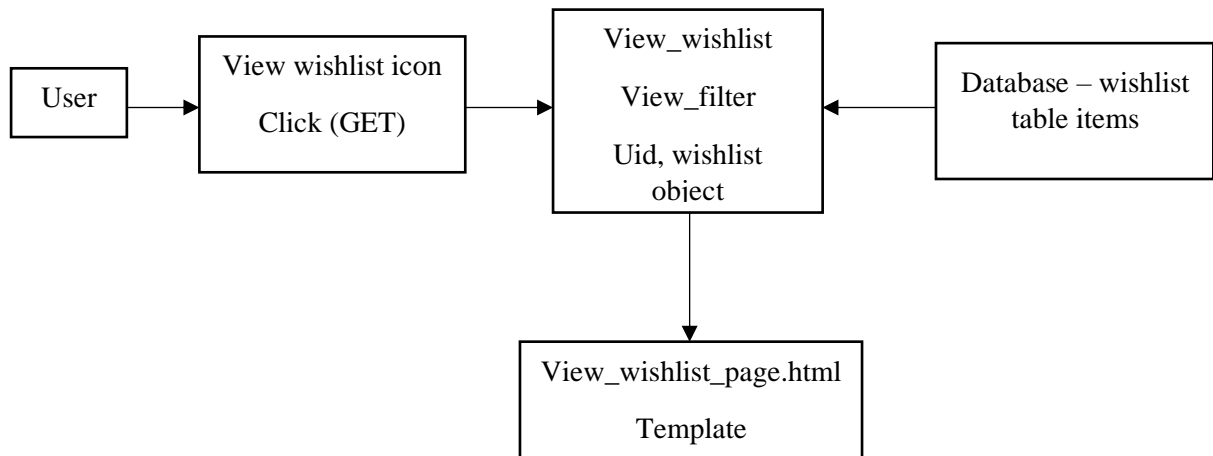 User
View wishlist icon
Click (GET)
View_wishlist
View_filter
Uid, wishlist
object
Database – wishlist
table items
View_wishlist_page.html
Template